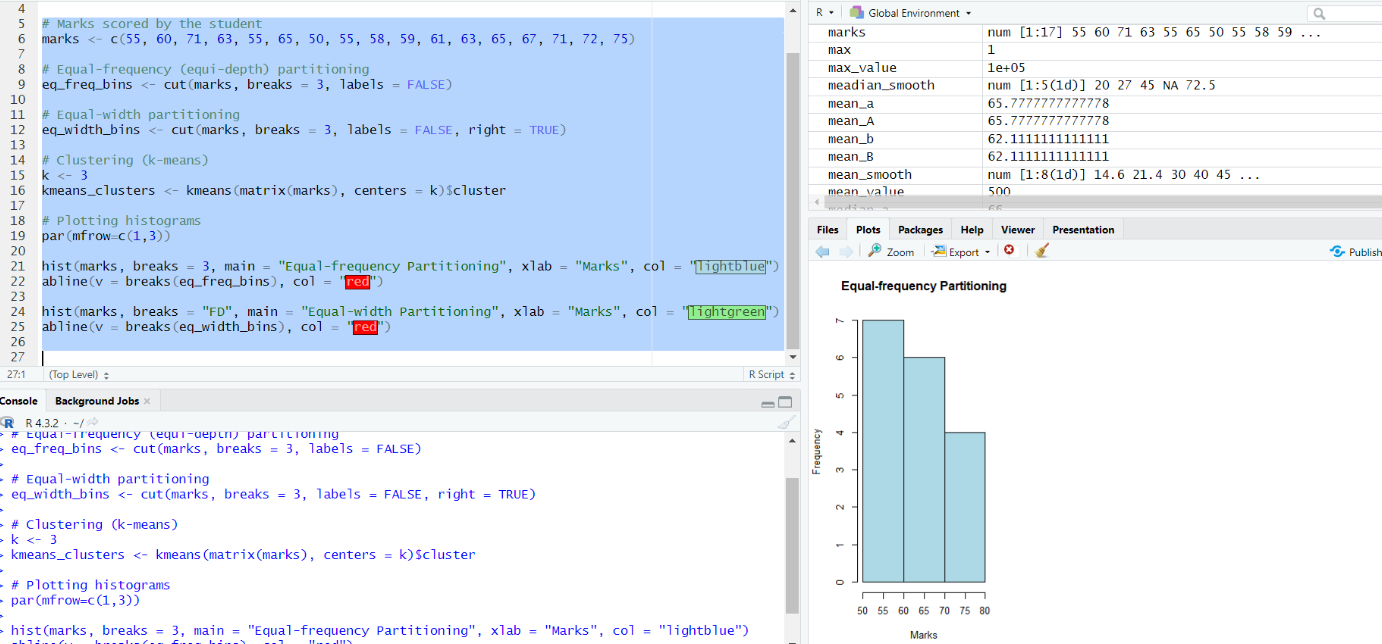 4
5 # Marks scored by the student
6 marks <- c(55, 60, 71, 63, 55, 65, 50, 55, 58, 59, 61, 63, 65, 67, 71, 72, 75)
7
8 # Equal-frequency (equi-depth) partitioning
9 eq_freq_bins <- cut(marks, breaks = 3, labels = FALSE)
10
11 # Equal-width partitioning
12 eq_width_bins <- cut(marks, breaks = 3, labels = FALSE, right = TRUE)
13
14 # Clustering (k-means)
15 k <- 3
16 kmeans_clusters <- kmeans(matrix(marks), centers = k)$cluster
17
18 # Plotting histograms
19 par(mfrow=c(1,3))
20
21 hist(marks, breaks = 3, main = "Equal-frequency Partitioning", xlab = "Marks", col = "lightblue")
22 abline(v = breaks(eq_freq_bins), col = "red")
23
24 hist(marks, breaks = "FD", main = "Equal-width Partitioning", xlab = "Marks", col = "lightgreen")
25 abline(v = breaks(eq_width_bins), col = "red")
26
27
27:1 (Top Level) R Script
Console Background Jobs
R 4.3.2 · ~/
> # Equal-frequency (equi-depth) partitioning
> eq_freq_bins <- cut(marks, breaks = 3, labels = FALSE)
>
> # Equal-width partitioning
> eq_width_bins <- cut(marks, breaks = 3, labels = FALSE, right = TRUE)
>
> # Clustering (k-means)
> k <- 3
> kmeans_clusters <- kmeans(matrix(marks), centers = k)$cluster
>
> # Plotting histograms
> par(mfrow=c(1,3))
>
> hist(marks, breaks = 3, main = "Equal-frequency Partitioning", xlab = "Marks", col = "lightblue")
> abline(v = breaks(eq_freq_bins), col = "red")
R Global Environment
marks num [1:17] 55 60 71 63 55 65 50 55 58 59 ...
max 1
max_value 1e+05
meadian_smooth num [1:5(1d)] 20 27 45 NA 72.5
mean_a 65.7777777777778
mean_A 65.7777777777778
mean_b 62.1111111111111
mean_B 62.1111111111111
mean_smooth num [1:8(1d)] 14.6 21.4 30 40 45 ...
mean_value 500
median_a 66
Files Plots Packages Help Viewer Presentation
Zoom Export Publish
Equal-frequency Partitioning
7
6
5
4
3
2
1
0
Frequency
50 55 60 65 70 75 80
Marks